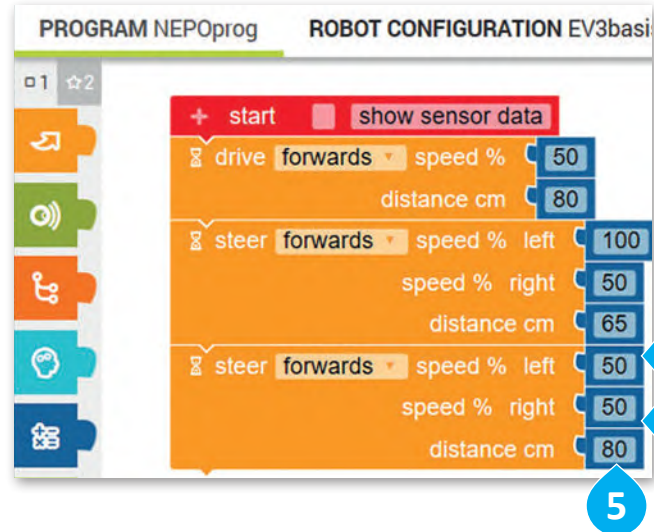 PROGRAM NEPOprog ROBOT CONFIGURATION EV3basi
1 2
+ start show sensor data
drive forwards speed % 50
distance cm 80
steer forwards speed % left 100
speed % right 50
distance cm 65
steer forwards speed % left 50
speed % right 50
distance cm 80
5